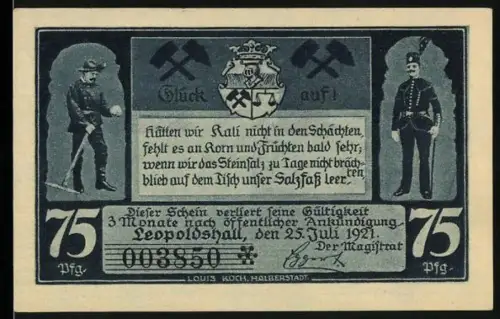 Glück auf!
Hätten wir Kali nicht in den Schächten,
fehlt es an Korn und Früchten bald sehr;
wenn wir das Steinsalz zu Tage nicht bräch-
ten
blieb auf dem Tisch unser Salzfaß leer.
75 Pfg.
Dieser Schein verliert seine Gültigkeit
3 Monate nach öffentlicher Ankündigung
Leopoldshall, den 25. Juli 1921.
Der Magistrat
003850 ✻
75 Pfg.
LOUIS KOCH, HALBERSTADT.